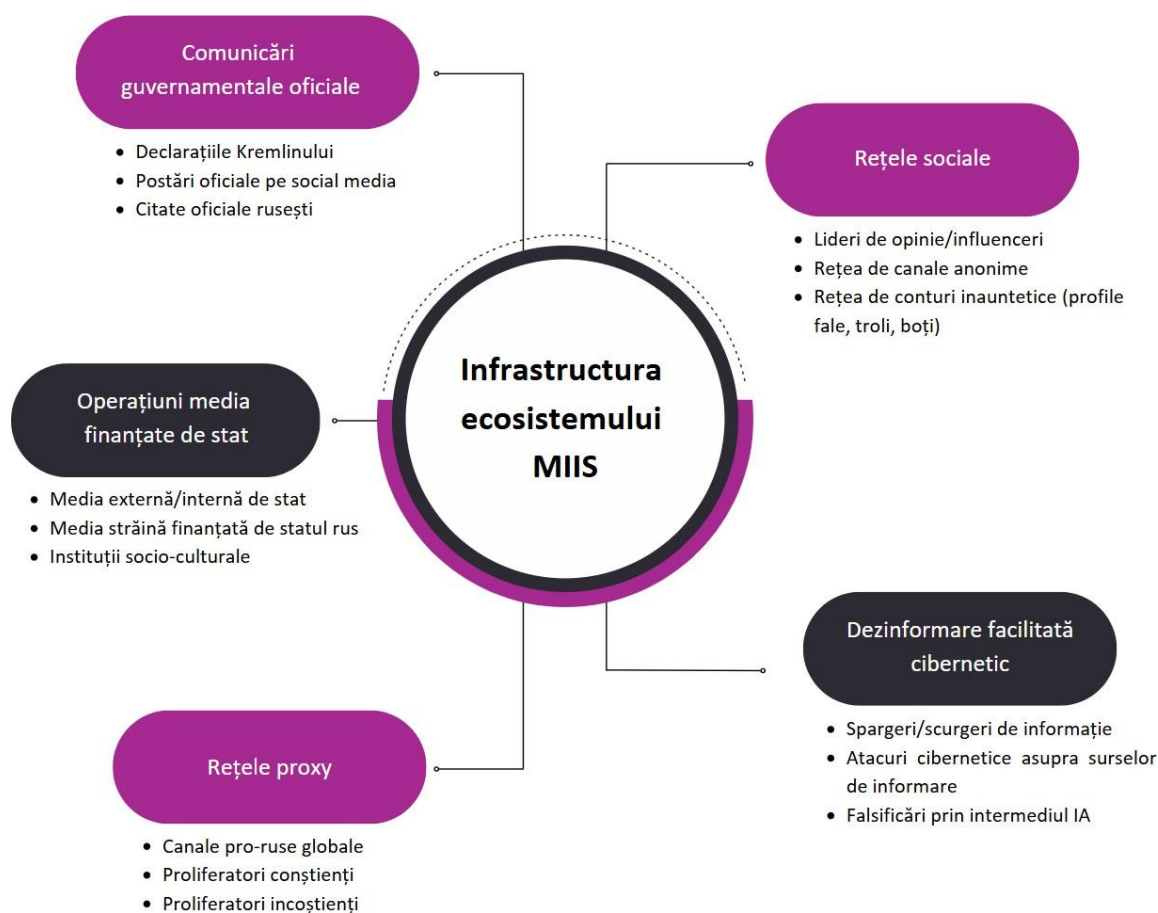 Comunicări
guvernamentale oficiale
• Declarațiile Kremlinului
• Postări oficiale pe social media
• Citate oficiale rusești
Rețele sociale
• Lideri de opinie/influenceri
• Rețea de canale anonime
• Rețea de conturi inauntetice (profile
fale, troli, boți)
Infrastructura
ecosistemului
MIIS
Operațiuni media
finanțate de stat
• Media externă/internă de stat
• Media străină finanțată de statul rus
• Instituții socio-culturale
Dezinformare facilitată
cibernetic
• Spargeri/scurgeri de informație
• Atacuri cibernetice asupra surselor
de informare
• Falsificări prin intermediul IA
Rețele proxy
• Canale pro-ruse globale
• Proliferatori conștienți
• Proliferatori incoștienți